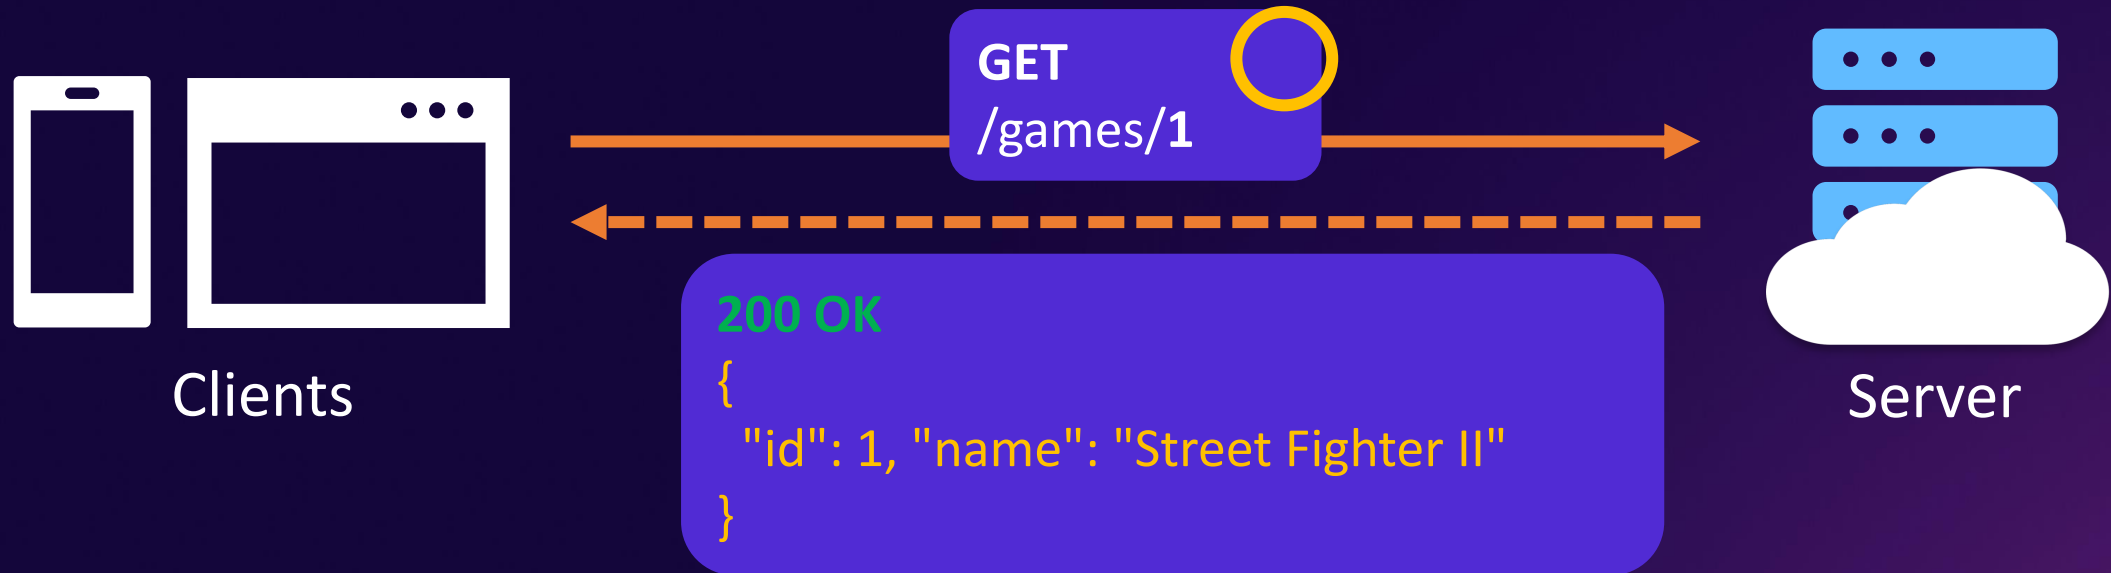 GET
/games/1
200 OK
{
"id": 1, "name": "Street Fighter II"
}
Clients
Server